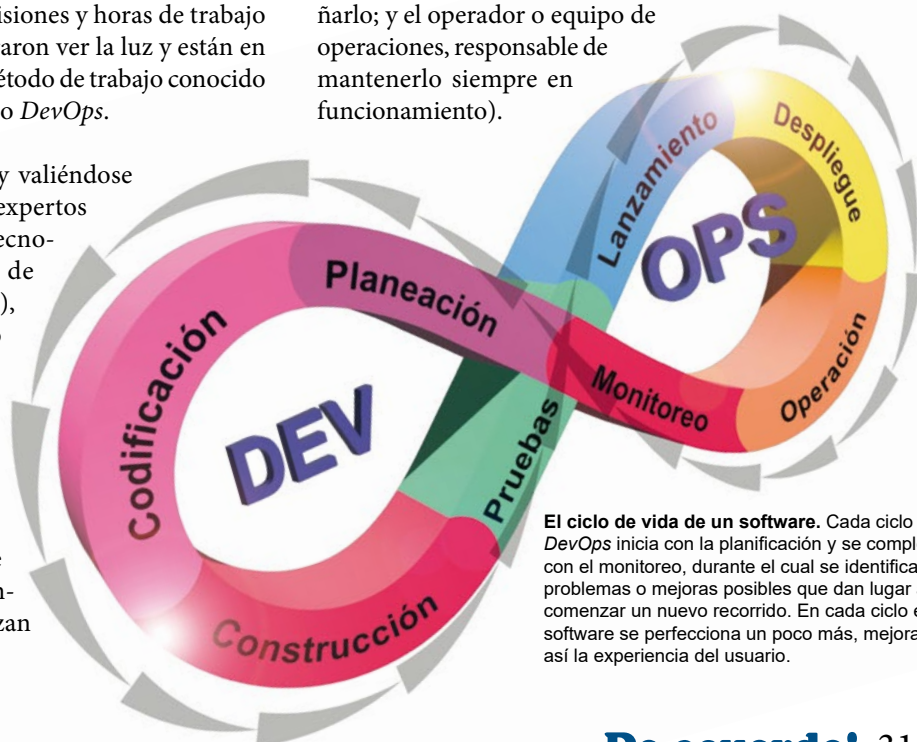 isiones y horas de trabajo
aron ver la luz y están en
étodo de trabajo conocido
o DevOps.
y valiéndose
expertos
ecno-
de
),
n-
zan
ñarlo; y el operador o equipo de
operaciones, responsable de
mantenerlo siempre en
funcionamiento).
DEV
Planeación
Codificación
Construcción
Pruebas
OPS
Lanzamiento
Despliegue
Operación
Monitoreo
El ciclo de vida de un software. Cada ciclo
DevOps inicia con la planificación y se comple
con el monitoreo, durante el cual se identifica
problemas o mejoras posibles que dan lugar a
comenzar un nuevo recorrido. En cada ciclo e
software se perfecciona un poco más, mejora
así la experiencia del usuario.
De acuerdo! 31